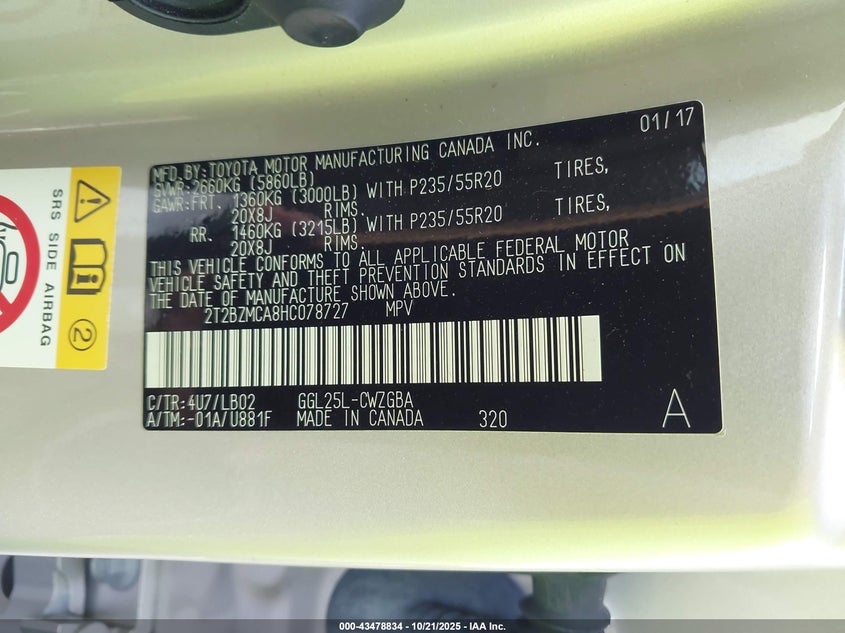 01/17
MFD.BY:TOYOTA MOTOR MANUFACTURING CANADA INC.
GVWR:2660KG (5860LB)
GAWR:FRT. 1360KG (3000LB) WITH P235/55R20 TIRES,
20X8J RIMS.
RR. 1460KG (3215LB) WITH P235/55R20 TIRES,
20X8J RIMS.
THIS VEHICLE CONFORMS TO ALL APPLICABLE FEDERAL MOTOR
VEHICLE SAFETY AND THEFT PREVENTION STANDARDS IN EFFECT ON
THE DATE OF MANUFACTURE SHOWN ABOVE.
2T2BZMCA8HC078727 MPV
C/TR: 4U7/LB02 GGL25L-CWZGBA
A/TM:-01A/U881F MADE IN CANADA 320
A
SRS SIDE AIRBAG
2
000-43478834 - 10/21/2025 - IAA Inc.